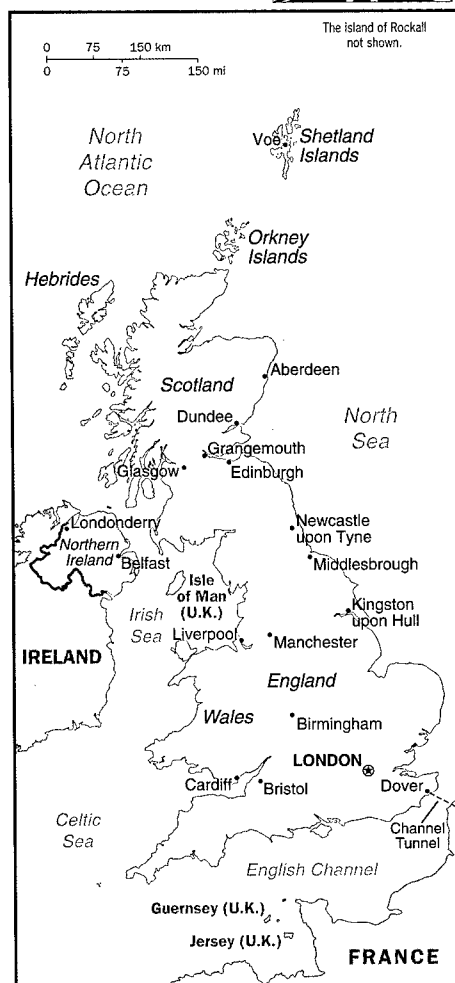 The island of Rockall
not shown.
0 75 150 km
0 75 150 mi
North
Atlantic
Ocean
Voe
Shetland
Islands
Orkney
Islands
Hebrides
Aberdeen
Scotland
Dundee
North
Sea
Grangemouth
Glasgow
Edinburgh
Londonderry
Northern
Ireland
Belfast
Newcastle
upon Tyne
Middlesbrough
Isle
of Man
(U.K.)
Irish
Sea
Kingston
upon Hull
Liverpool
Manchester
IRELAND
England
Wales
Birmingham
LONDON
Cardiff
Bristol
Dover
Celtic
Sea
Channel
Tunnel
English Channel
Guernsey (U.K.)
Jersey (U.K.)
FRANCE